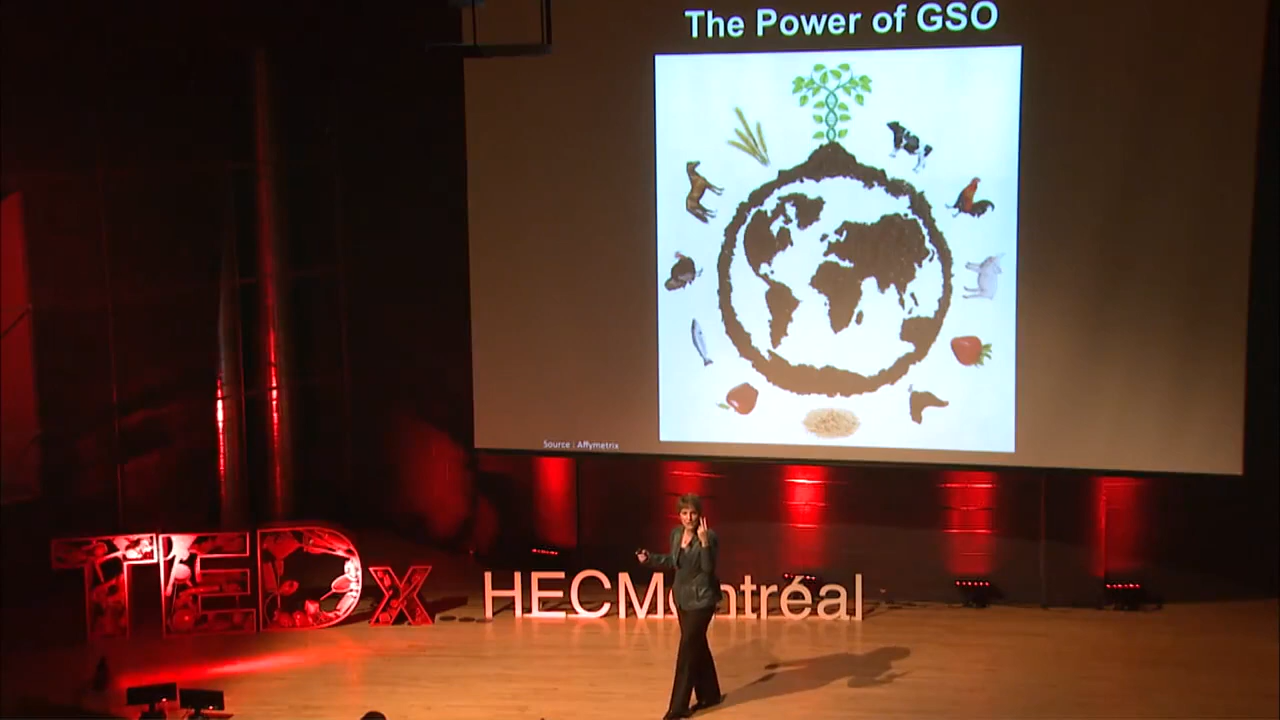 The Power of GSO
Source : Affymetrix
TEDx
HECMontréal